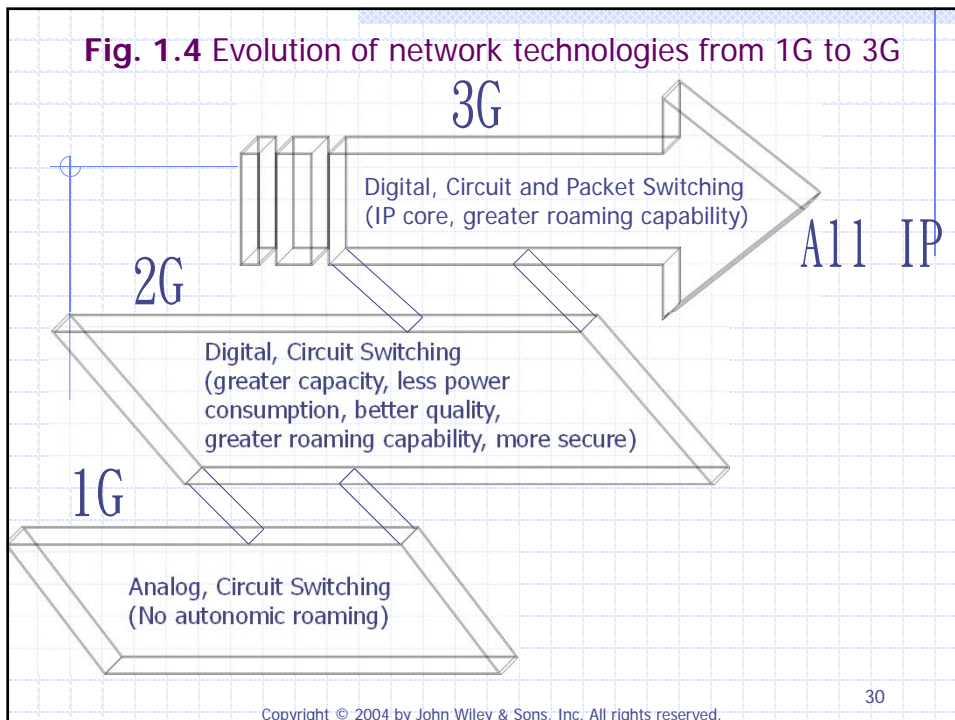 Fig. 1.4 Evolution of network technologies from 1G to 3G
3G
Digital, Circuit and Packet Switching
(IP core, greater roaming capability)
All IP
2G
Digital, Circuit Switching
(greater capacity, less power
consumption, better quality,
greater roaming capability, more secure)
1G
Analog, Circuit Switching
(No autonomic roaming)
30
Copyright © 2004 by John Wiley & Sons, Inc. All rights reserved.